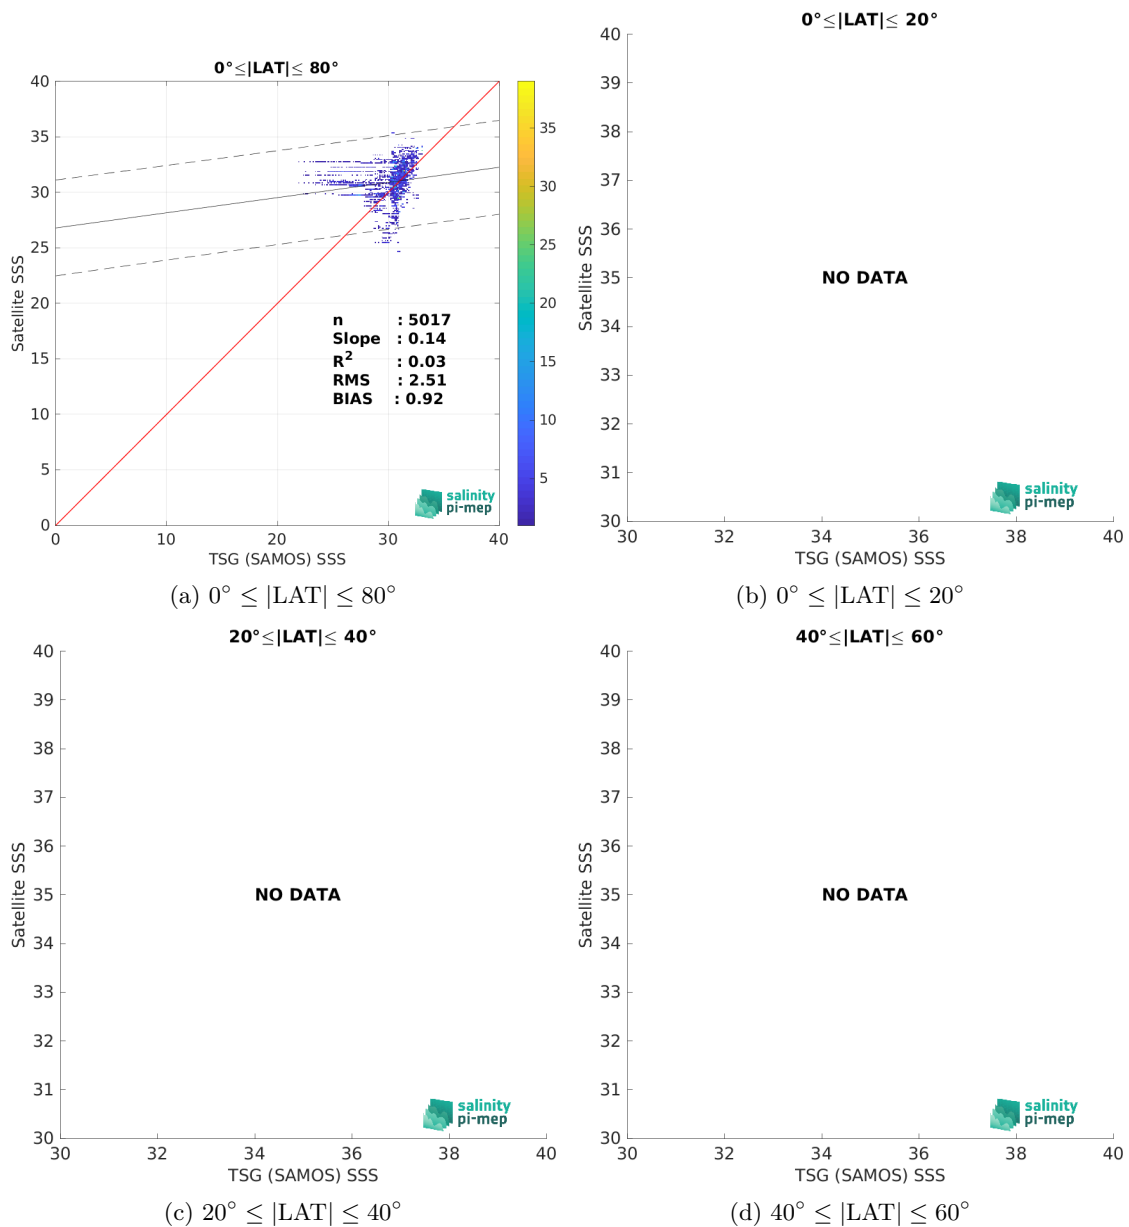 0°≤|LAT|≤ 80°
40
35
30
25
20
15
10
5
0
Satellite SSS
n : 5017
Slope : 0.14
R² : 0.03
RMS : 2.51
BIAS : 0.92
salinity
pi-mep
0 10 20 30 40
TSG (SAMOS) SSS
35
30
25
20
15
10
5
(a) 0° ≤ |LAT| ≤ 80°
0°≤|LAT|≤ 20°
40
39
38
37
36
35
34
33
32
31
30
Satellite SSS
NO DATA
salinity
pi-mep
30 32 34 36 38 40
TSG (SAMOS) SSS
(b) 0° ≤ |LAT| ≤ 20°
20°≤|LAT|≤ 40°
40
39
38
37
36
35
34
33
32
31
30
Satellite SSS
NO DATA
salinity
pi-mep
30 32 34 36 38 40
TSG (SAMOS) SSS
(c) 20° ≤ |LAT| ≤ 40°
40°≤|LAT|≤ 60°
40
39
38
37
36
35
34
33
32
31
30
Satellite SSS
NO DATA
salinity
pi-mep
30 32 34 36 38 40
TSG (SAMOS) SSS
(d) 40° ≤ |LAT| ≤ 60°